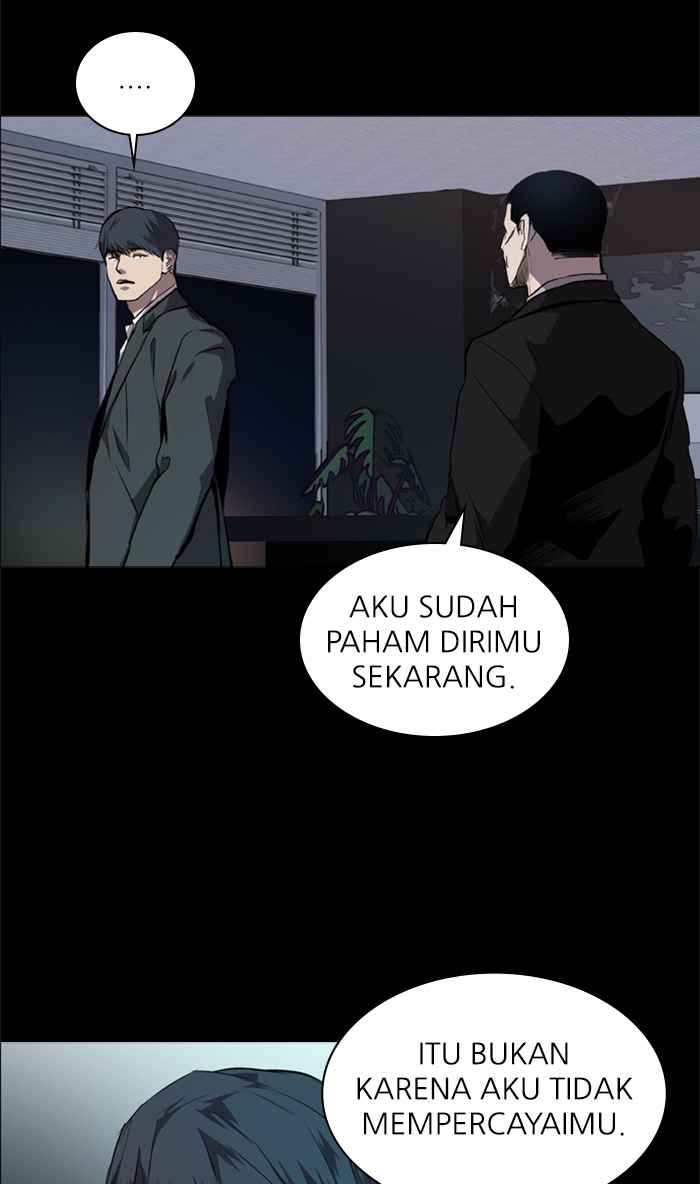 ....
AKU SUDAH
PAHAM DIRIMU
SEKARANG.
ITU BUKAN
KARENA AKU TIDAK
MEMPERCAYAIMU.